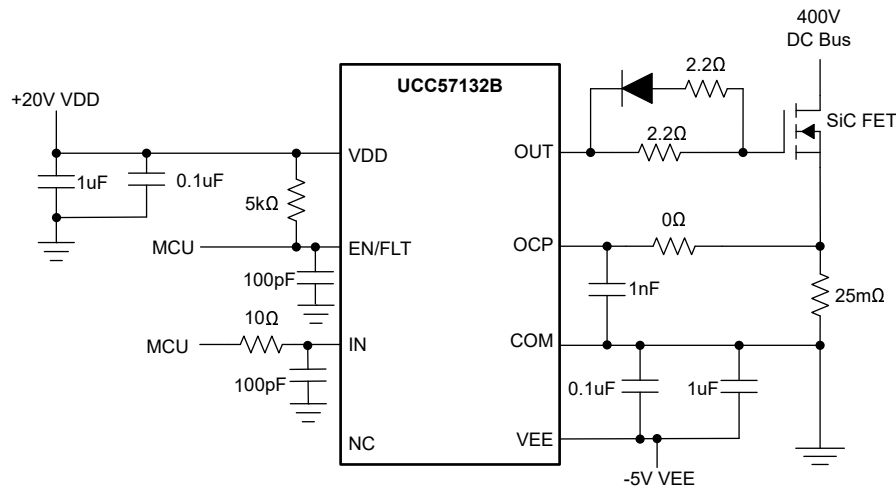 400V
DC Bus
UCC57132B
2.2Ω
+20V VDD
SiC FET
VDD
OUT
2.2Ω
1uF
0.1uF
5kΩ
0Ω
MCU
EN/FLT
OCP
100pF
1nF
25mΩ
10Ω
MCU
IN
COM
100pF
0.1uF
1uF
NC
VEE
-5V VEE